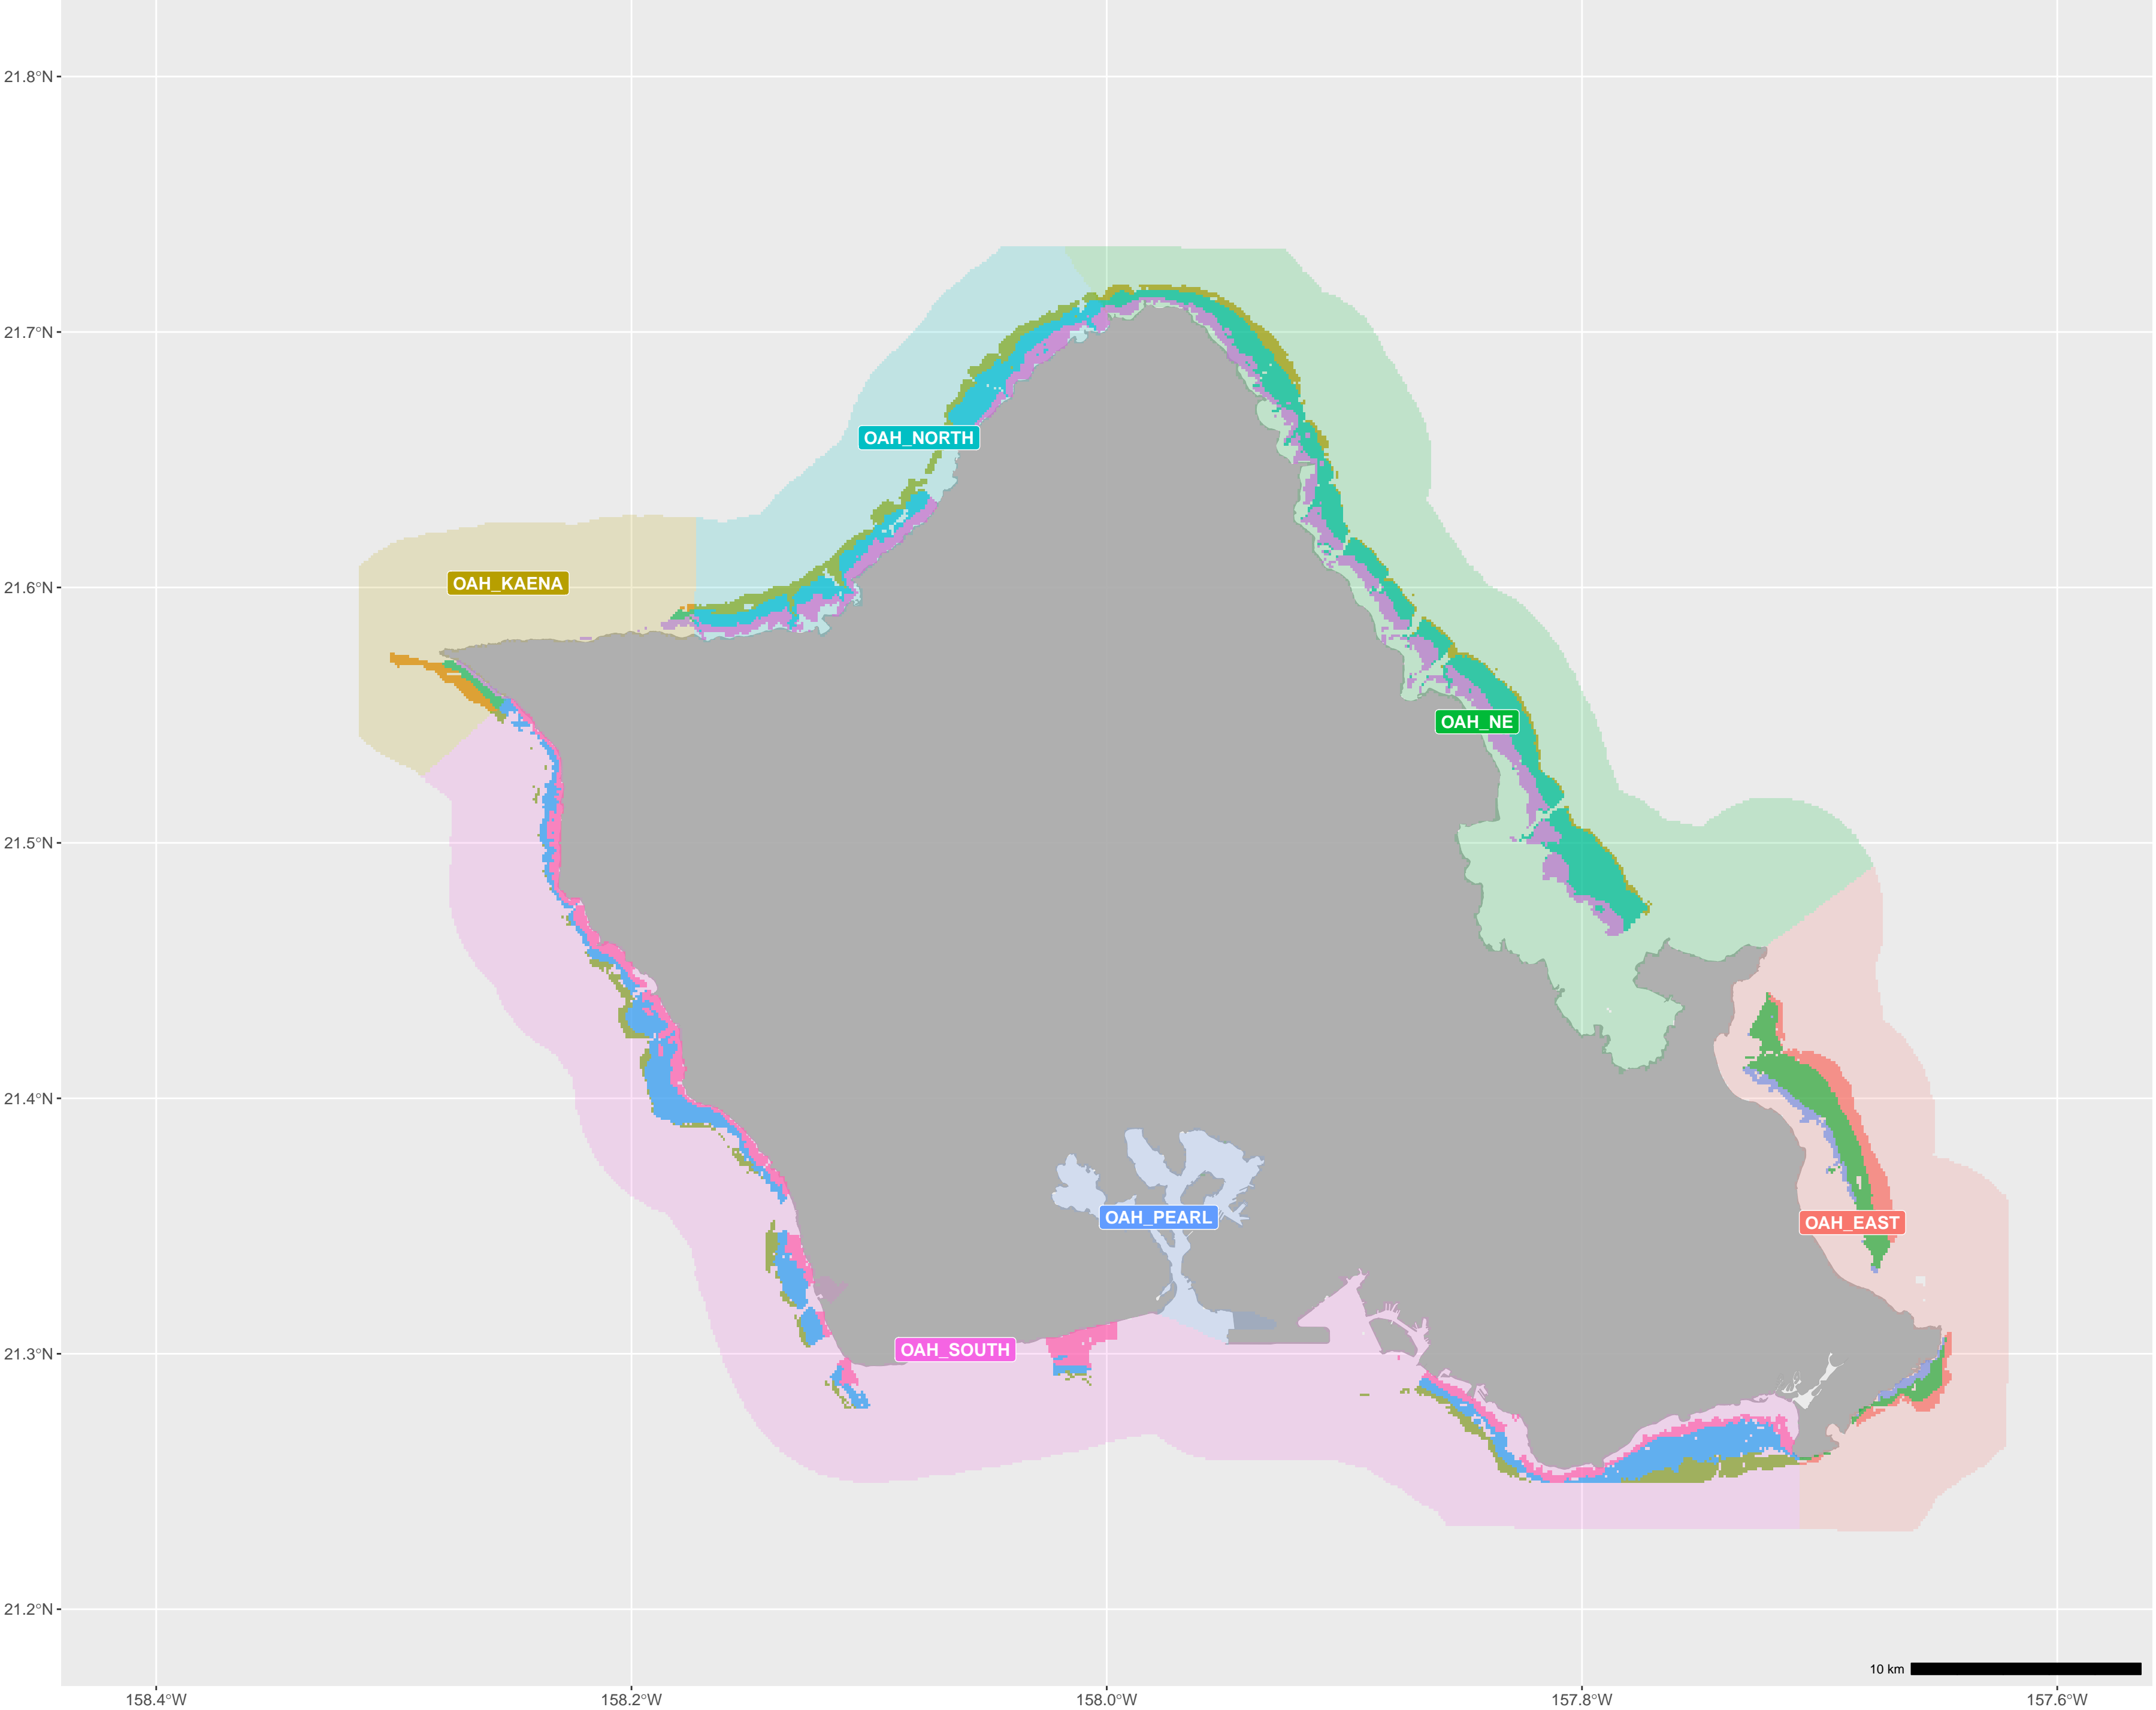 21.8°N
21.7°N
OAH_NORTH
21.6°N
OAH_KAENA
OAH_NE
21.5°N
21.4°N
OAH_PEARL
OAH_EAST
21.3°N
OAH_SOUTH
21.2°N
10 km
158.4°W
158.2°W
158.0°W
157.8°W
157.6°W